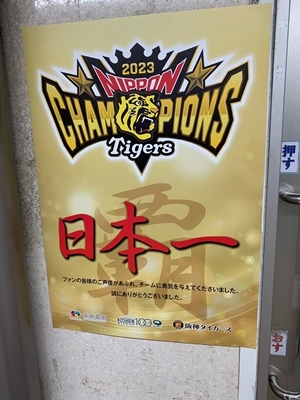 2023
NIPPON
CHAMPIONS
Tigers
覇
日本一
ファンの皆様のご声援があふれ、チームに勇気を与えてくださいました。
誠にありがとうございました。
阪神タイガース
押す
おす